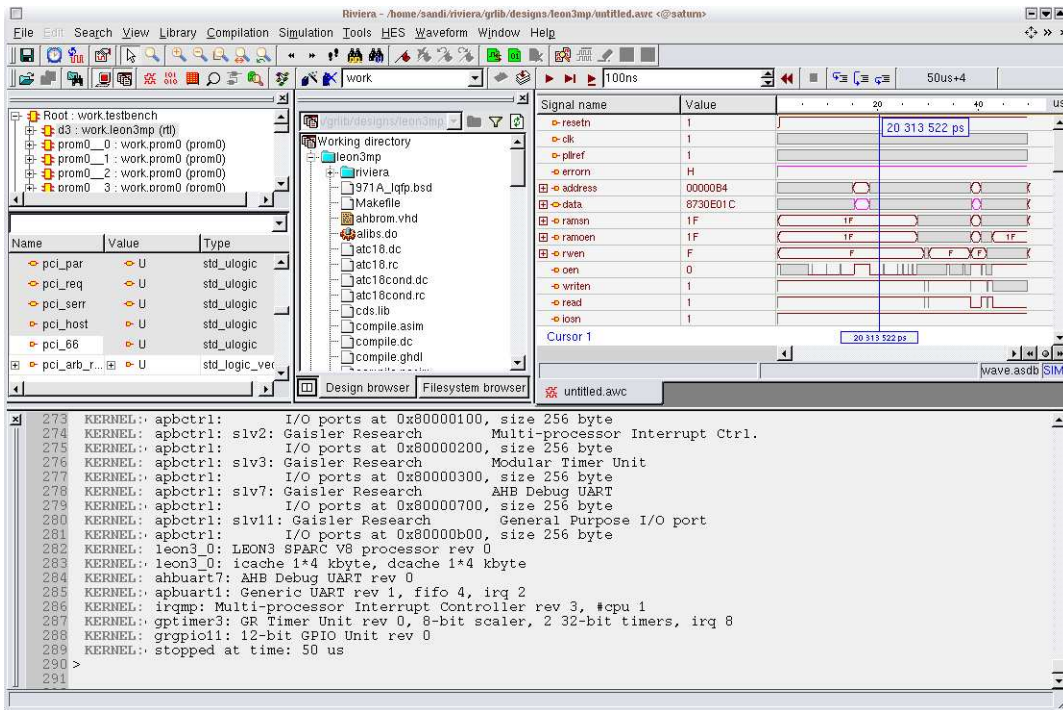 Riviera - /home/sandi/riviera/grlib/designs/leon3mp/untitled.awc <@saturn>
File Edit Search View Library Compilation Simulation Tools HES Waveform Window Help
work
100ns
50us+4
Root : work.testbench
d3 : work.leon3mp (rtl)
prom0__0 : work.prom0 (prom0)
prom0__1 : work.prom0 (prom0)
prom0__2 : work.prom0 (prom0)
prom0__3 : work.prom0 (prom0)
Name Value Type
pci_par U std_ulogic
pci_req U std_ulogic
pci_serr U std_ulogic
pci_host U std_ulogic
pci_66 U std_ulogic
pci_arb_r... U std_logic_vec
/grlib/designs/leon3mp
Working directory
leon3mp
riviera
971A_lqfp.bsd
Makefile
ahbrom.vhd
alibs.do
atc18.dc
atc18.rc
atc18cond.dc
atc18cond.rc
cds.lib
compile.asim
compile.dc
compile.ghdl
Design browser Filesystem browser
Signal name Value 20 40 us
resetn 1
clk 1
pllref 1
errorn H
address 00000B4
data 8730E01C
ramsn 1F 1F
ramoen 1F 1F 1F
rwen F F F F
oen 0
writen 1
read 1
iosn 1
20 313 522 ps
Cursor 1 20 313 522 ps
wave.asdb SIM
untitled.awc
273 KERNEL: apbctrl: I/O ports at 0x80000100, size 256 byte
274 KERNEL: apbctrl: slv2: Gaisler Research Multi-processor Interrupt Ctrl.
275 KERNEL: apbctrl: I/O ports at 0x80000200, size 256 byte
276 KERNEL: apbctrl: slv3: Gaisler Research Modular Timer Unit
277 KERNEL: apbctrl: I/O ports at 0x80000300, size 256 byte
278 KERNEL: apbctrl: slv7: Gaisler Research AHB Debug UART
279 KERNEL: apbctrl: I/O ports at 0x80000700, size 256 byte
280 KERNEL: apbctrl: slv11: Gaisler Research General Purpose I/O port
281 KERNEL: apbctrl: I/O ports at 0x80000b00, size 256 byte
282 KERNEL: leon3_0: LEON3 SPARC V8 processor rev 0
283 KERNEL: leon3_0: icache 1*4 kbyte, dcache 1*4 kbyte
284 KERNEL: ahbuart7: AHB Debug UART rev 0
285 KERNEL: apbuart1: Generic UART rev 1, fifo 4, irq 2
286 KERNEL: irqmp: Multi-processor Interrupt Controller rev 3, #cpu 1
287 KERNEL: gptimer3: GR Timer Unit rev 0, 8-bit scaler, 2 32-bit timers, irq 8
288 KERNEL: grgpio11: 12-bit GPIO Unit rev 0
289 KERNEL: stopped at time: 50 us
290 >
291